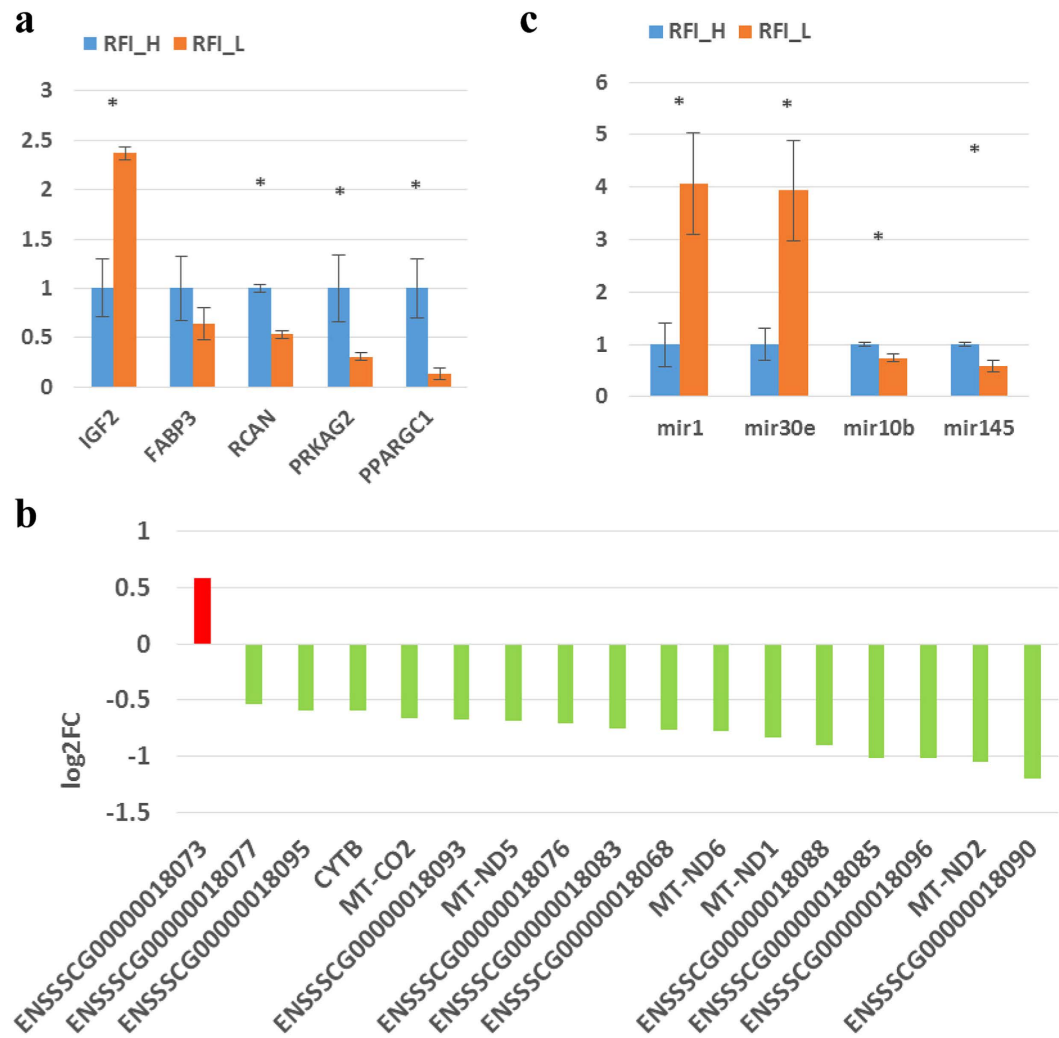 a
RFI_H RFI_L
3
2.5
2
1.5
1
0.5
0
* * * *
IGF2 FABP3 RCAN PRKAG2 PPARGC1
c
RFI_H RFI_L
6
5
4
3
2
1
0
* * * *
mir1 mir30e mir10b mir145
b
log2FC
1
0.5
0
-0.5
-1
-1.5
ENSSSCG00000018073
ENSSSCG00000018077
ENSSSCG00000018095
CYTB
MT-CO2
ENSSSCG00000018093
MT-ND5
ENSSSCG00000018076
ENSSSCG00000018083
ENSSSCG00000018068
MT-ND6
MT-ND1
ENSSSCG00000018088
ENSSSCG00000018085
ENSSSCG00000018096
MT-ND2
ENSSSCG00000018090